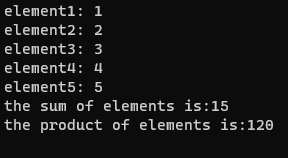 element1: 1
element2: 2
element3: 3
element4: 4
element5: 5
the sum of elements is:15
the product of elements is:120